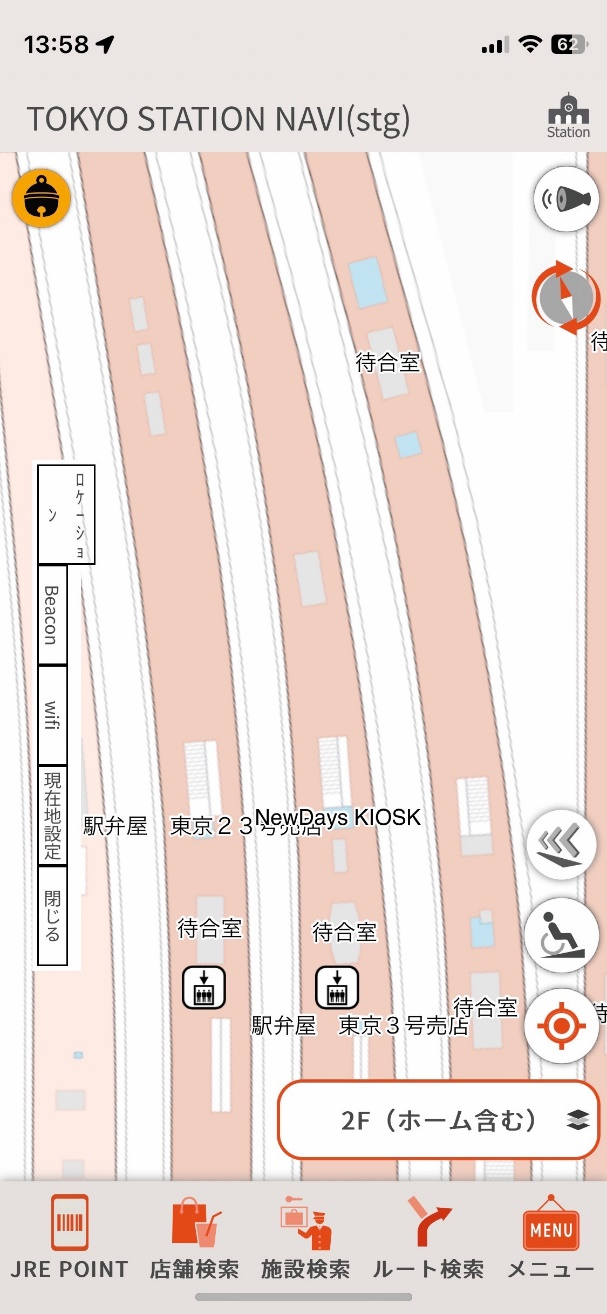 13:58
62
TOKYO STATION NAVI(stg)
Station
待
待合室
ロケーション
Beacon
wifi
現在地設定
閉じる
NewDays KIOSK
駅弁屋　東京２３号売店
待合室
待合室
待合室
待
駅弁屋　東京３号売店
2F（ホーム含む）
MENU
JRE POINT
店舗検索
施設検索
ルート検索
メニュー